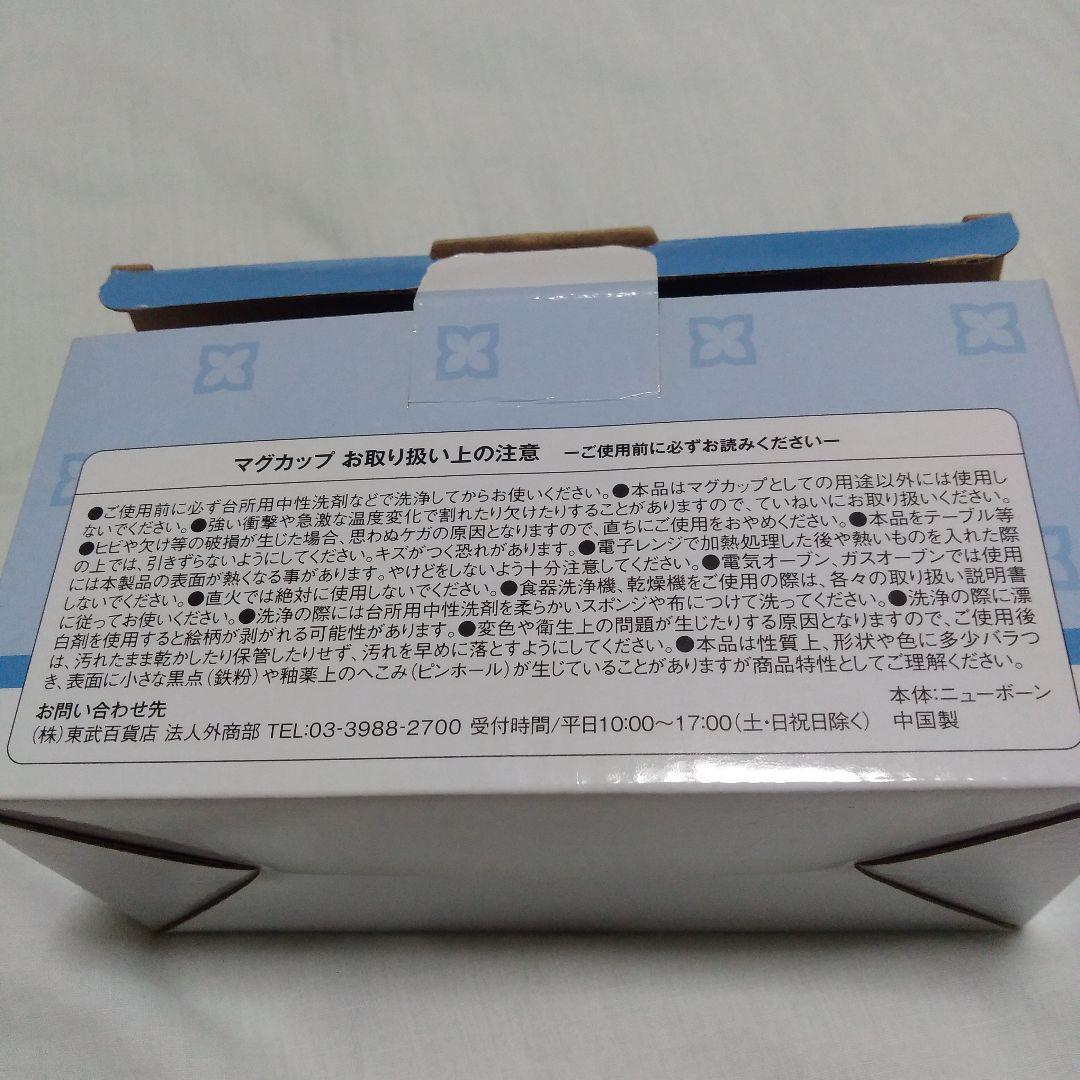 マグカップ お取り扱い上の注意 ーご使用前に必ずお読みくださいー
●ご使用前に必ず台所用中性洗剤などで洗浄してからお使いください。●本品はマグカップとしての用途以外には使用し
ないでください。●強い衝撃や急激な温度変化で割れたり欠けたりすることがありますので、ていねいにお取り扱いください。
●ヒビや欠け等の破損が生じた場合、思わぬケガの原因となりますので、直ちにご使用をおやめください。●本品をテーブル等
の上では、引きずらないようにしてください。キズがつく恐れがあります。●電子レンジで加熱処理した後や熱いものを入れた際
には本製品の表面が熱くなる事があります。やけどをしないよう十分注意してください。●電気オーブン、ガスオーブンでは使用
しないでください。●直火では絶対に使用しないでください。●食器洗浄機、乾燥機をご使用の際は、各々の取り扱い説明書
に従ってお使いください。●洗浄の際には台所用中性洗剤を柔らかいスポンジや布につけて洗ってください。●洗浄の際に漂
白剤を使用すると絵柄が剥がれる可能性があります。●変色や衛生上の問題が生じたりする原因となりますので、ご使用後
は、汚れたまま乾かしたり保管したりせず、汚れを早めに落とすようにしてください。●本品は性質上、形状や色に多少バラつ
き、表面に小さな黒点(鉄粉)や釉薬上のへこみ(ピンホール)が生じていることがありますが商品特性としてご理解ください。
お問い合わせ先 本体:ニューボーン
(株)東武百貨店 法人外商部 TEL:03-3988-2700 受付時間/平日10:00〜17:00(土・日祝日除く) 中国製